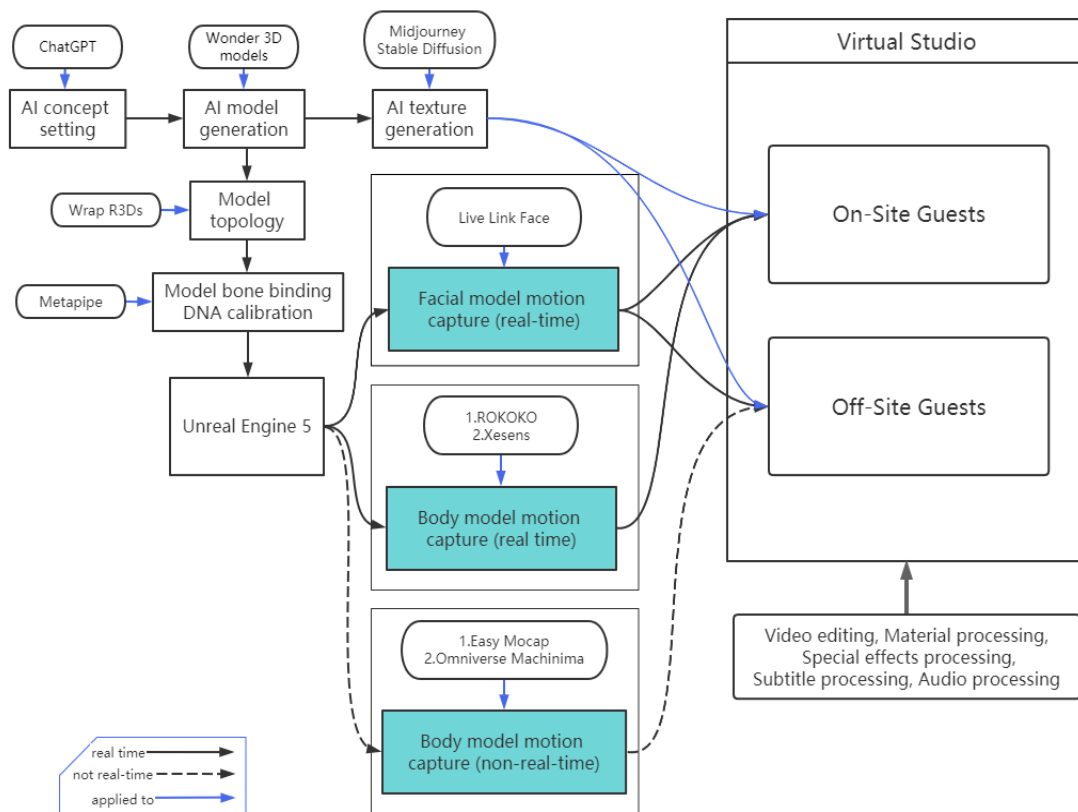 ChatGPT
Wonder 3D
models
Midjourney
Stable Diffusion
Virtual Studio
AI concept
setting
AI model
generation
AI texture
generation
Wrap R3Ds
Model
topology
Live Link Face
On-Site Guests
Metapipe
Model bone binding
DNA calibration
Facial model motion
capture (real-time)
Unreal Engine 5
1.ROKOKO
2.Xesens
Off-Site Guests
Body model motion
capture (real time)
1.Easy Mocap
2.Omniverse Machinima
Video editing, Material processing,
Special effects processing,
Subtitle processing, Audio processing
Body model motion
capture (non-real-time)
real time
not real-time
applied to